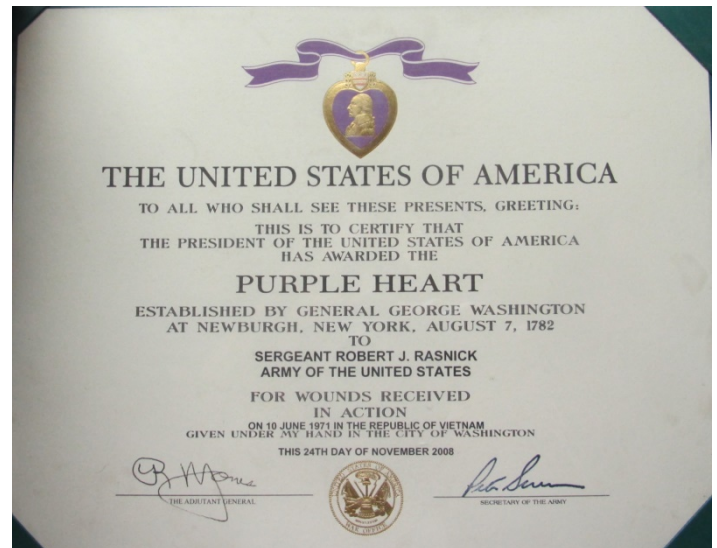 THE UNITED STATES OF AMERICA
TO ALL WHO SHALL SEE THESE PRESENTS, GREETING:
THIS IS TO CERTIFY THAT
THE PRESIDENT OF THE UNITED STATES OF AMERICA
HAS AWARDED THE
PURPLE HEART
ESTABLISHED BY GENERAL GEORGE WASHINGTON
AT NEWBURGH, NEW YORK, AUGUST 7, 1782
TO
SERGEANT ROBERT J. RASNICK
ARMY OF THE UNITED STATES
FOR WOUNDS RECEIVED
IN ACTION
ON 10 JUNE 1971 IN THE REPUBLIC OF VIETNAM
GIVEN UNDER MY HAND IN THE CITY OF WASHINGTON
THIS 24TH DAY OF NOVEMBER 2008
THE ADJUTANT GENERAL
SECRETARY OF THE ARMY
WAR OFFICE